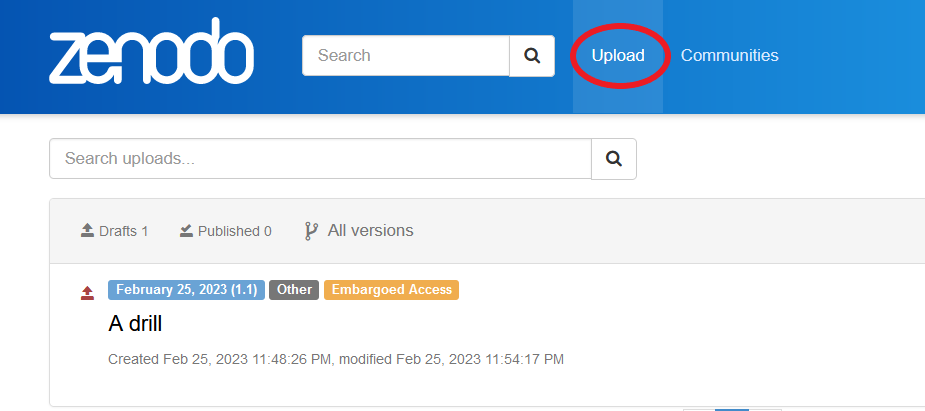 zenodo Search Upload Communities
Search uploads...
Drafts 1 Published 0 All versions
February 25, 2023 (1.1) Other Embargoed Access
A drill
Created Feb 25, 2023 11:48:26 PM, modified Feb 25, 2023 11:54:17 PM